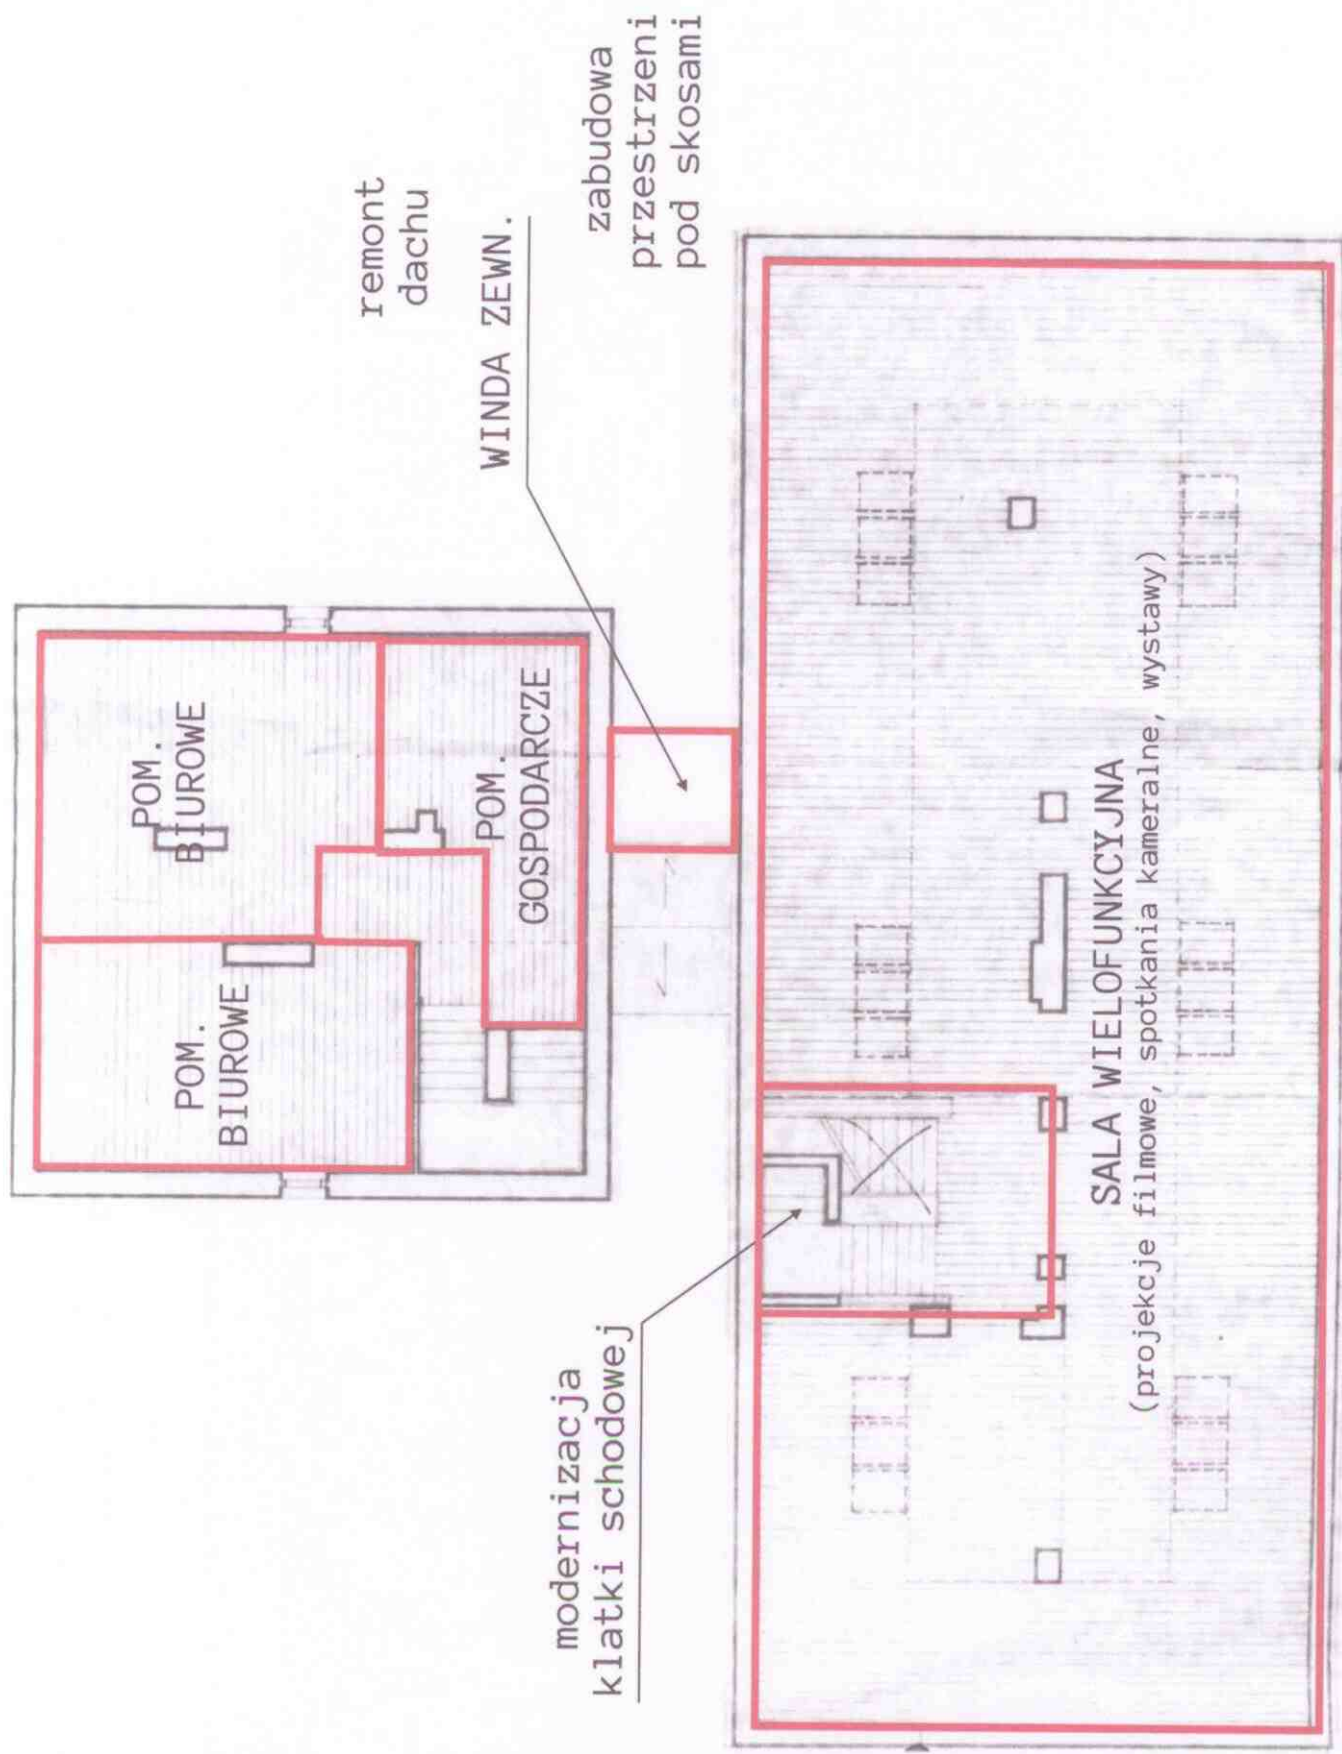 remont
dachu
WINDA ZEWN.
zabudowa
przestrzeni
pod skosami
POM.
BIUROWE
POM.
BIUROWE
POM.
GOSPODARCZE
modernizacja
klatki schodowej
SALA WIELOFUNKCYJNA
(projekcje filmowe, spotkania kameralne, wystawy)